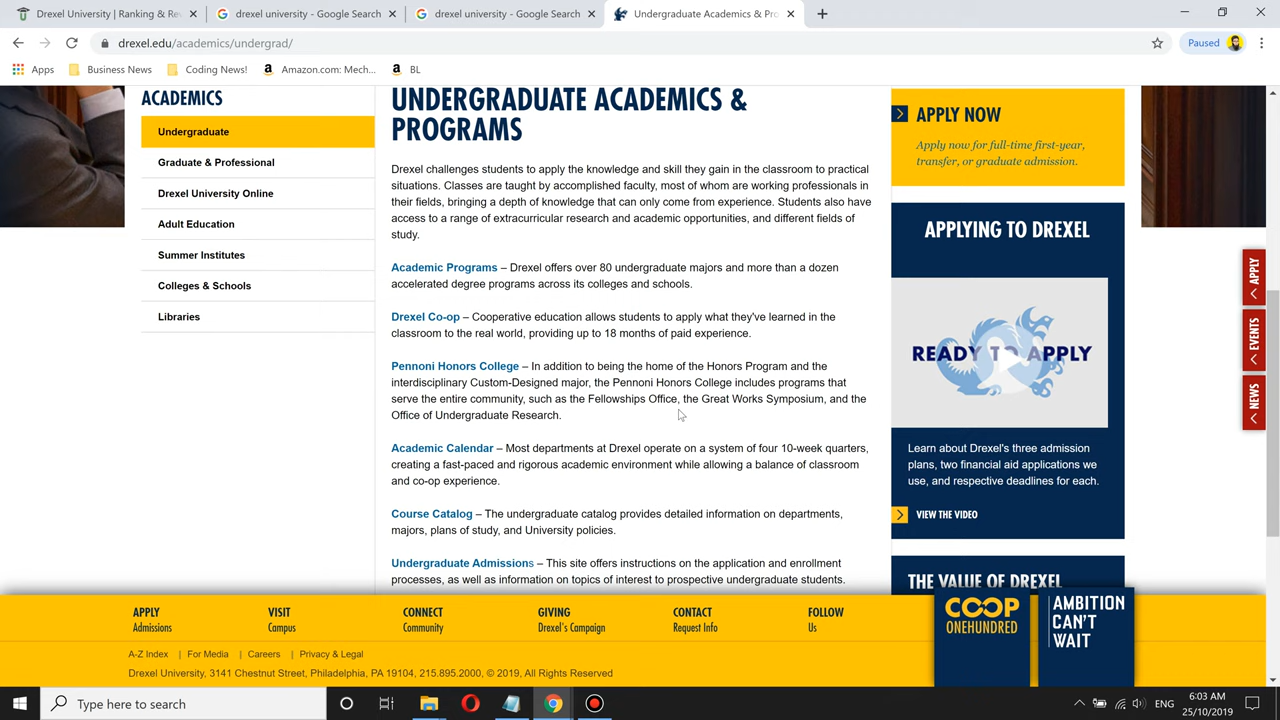 Drexel University | Ranking & Re
drexel university - Google Search
drexel university - Google Search
Undergraduate Academics & Pro
drexel.edu/academics/undergrad/
Paused
Apps
Business News
Coding News!
Amazon.com: Mech...
BL
ACADEMICS
Undergraduate
Graduate & Professional
Drexel University Online
Adult Education
Summer Institutes
Colleges & Schools
Libraries
UNDERGRADUATE ACADEMICS &
PROGRAMS
Drexel challenges students to apply the knowledge and skill they gain in the classroom to practical
situations. Classes are taught by accomplished faculty, most of whom are working professionals in
their fields, bringing a depth of knowledge that can only come from experience. Students also have
access to a range of extracurricular research and academic opportunities, and different fields of
study.
Academic Programs – Drexel offers over 80 undergraduate majors and more than a dozen
accelerated degree programs across its colleges and schools.
Drexel Co-op – Cooperative education allows students to apply what they've learned in the
classroom to the real world, providing up to 18 months of paid experience.
Pennoni Honors College – In addition to being the home of the Honors Program and the
interdisciplinary Custom-Designed major, the Pennoni Honors College includes programs that
serve the entire community, such as the Fellowships Office, the Great Works Symposium, and the
Office of Undergraduate Research.
Academic Calendar – Most departments at Drexel operate on a system of four 10-week quarters,
creating a fast-paced and rigorous academic environment while allowing a balance of classroom
and co-op experience.
Course Catalog – The undergraduate catalog provides detailed information on departments,
majors, plans of study, and University policies.
Undergraduate Admissions – This site offers instructions on the application and enrollment
processes, as well as information on topics of interest to prospective undergraduate students.
APPLY NOW
Apply now for full-time first-year,
transfer, or graduate admission.
APPLYING TO DREXEL
READY TO APPLY
Learn about Drexel's three admission
plans, two financial aid applications we
use, and respective deadlines for each.
VIEW THE VIDEO
THE VALUE OF DREXEL
APPLY
EVENTS
NEWS
APPLY
Admissions
VISIT
Campus
CONNECT
Community
GIVING
Drexel's Campaign
CONTACT
Request Info
FOLLOW
Us
COOP
ONEHUNDRED
AMBITION
CAN'T
WAIT
A-Z Index | For Media | Careers | Privacy & Legal
Drexel University, 3141 Chestnut Street, Philadelphia, PA 19104, 215.895.2000, © 2019, All Rights Reserved
Type here to search
ENG
6:03 AM
25/10/2019